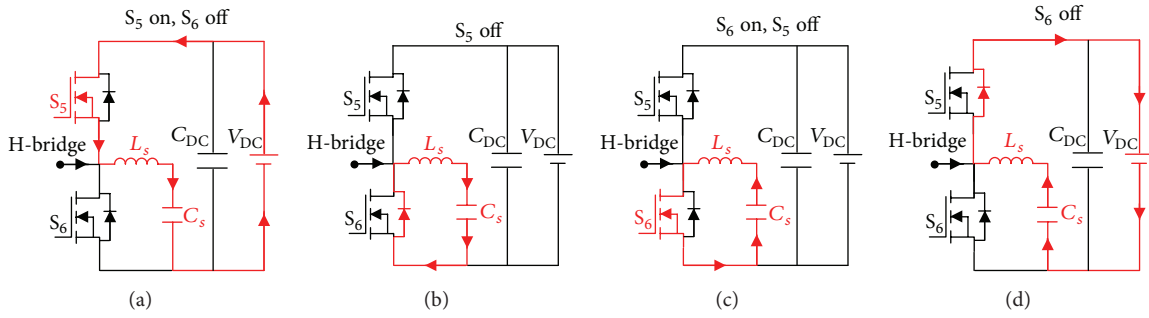 S5 on, S6 off
S5
H-bridge
Ls
CDC
VDC
S6
Cs
(a)
S5 off
S5
H-bridge
Ls
CDC
VDC
S6
Cs
(b)
S6 on, S5 off
S5
H-bridge
Ls
CDC
VDC
S6
Cs
(c)
S6 off
S5
H-bridge
Ls
CDC
VDC
S6
Cs
(d)